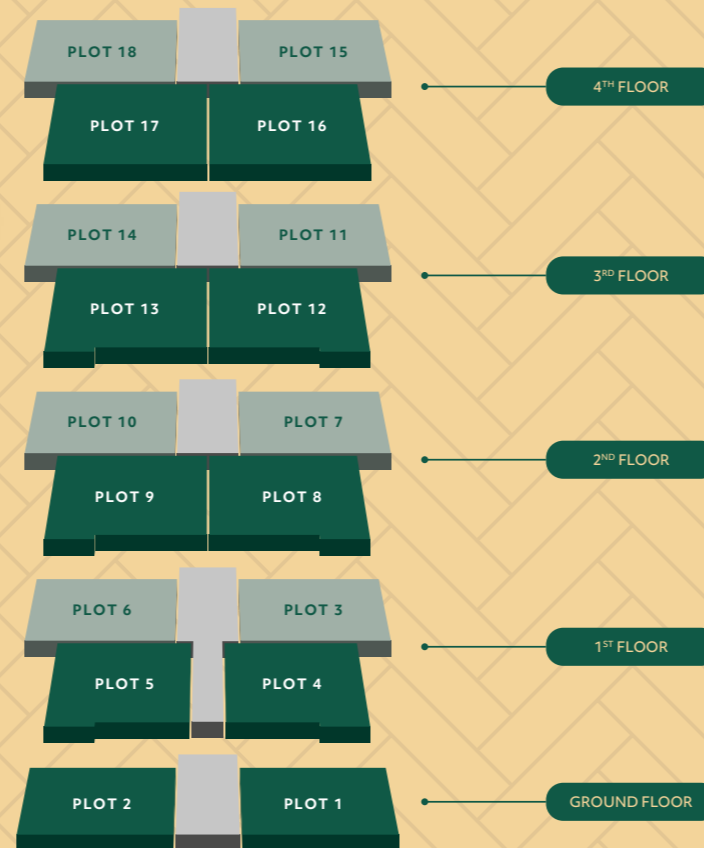 PLOT 18 PLOT 15
4TH FLOOR
PLOT 17 PLOT 16
PLOT 14 PLOT 11
3RD FLOOR
PLOT 13 PLOT 12
PLOT 10 PLOT 7
2ND FLOOR
PLOT 9 PLOT 8
PLOT 6 PLOT 3
1ST FLOOR
PLOT 5 PLOT 4
PLOT 2 PLOT 1
GROUND FLOOR